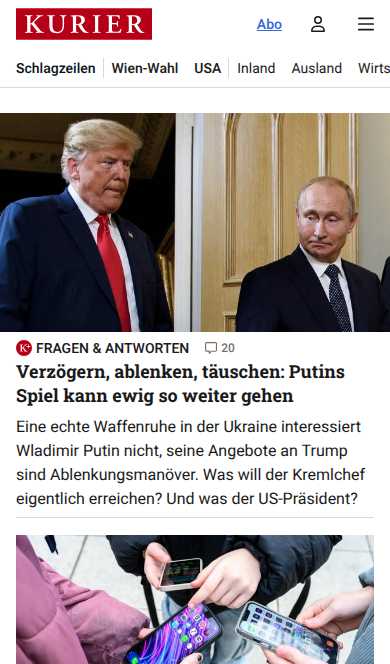 KURIER
Abo
Schlagzeilen Wien-Wahl USA Inland Ausland Wirts
K+ FRAGEN & ANTWORTEN 20
Verzögern, ablenken, täuschen: Putins
Spiel kann ewig so weiter gehen
Eine echte Waffenruhe in der Ukraine interessiert
Wladimir Putin nicht, seine Angebote an Trump
sind Ablenkungsmanöver. Was will der Kremlchef
eigentlich erreichen? Und was der US-Präsident?